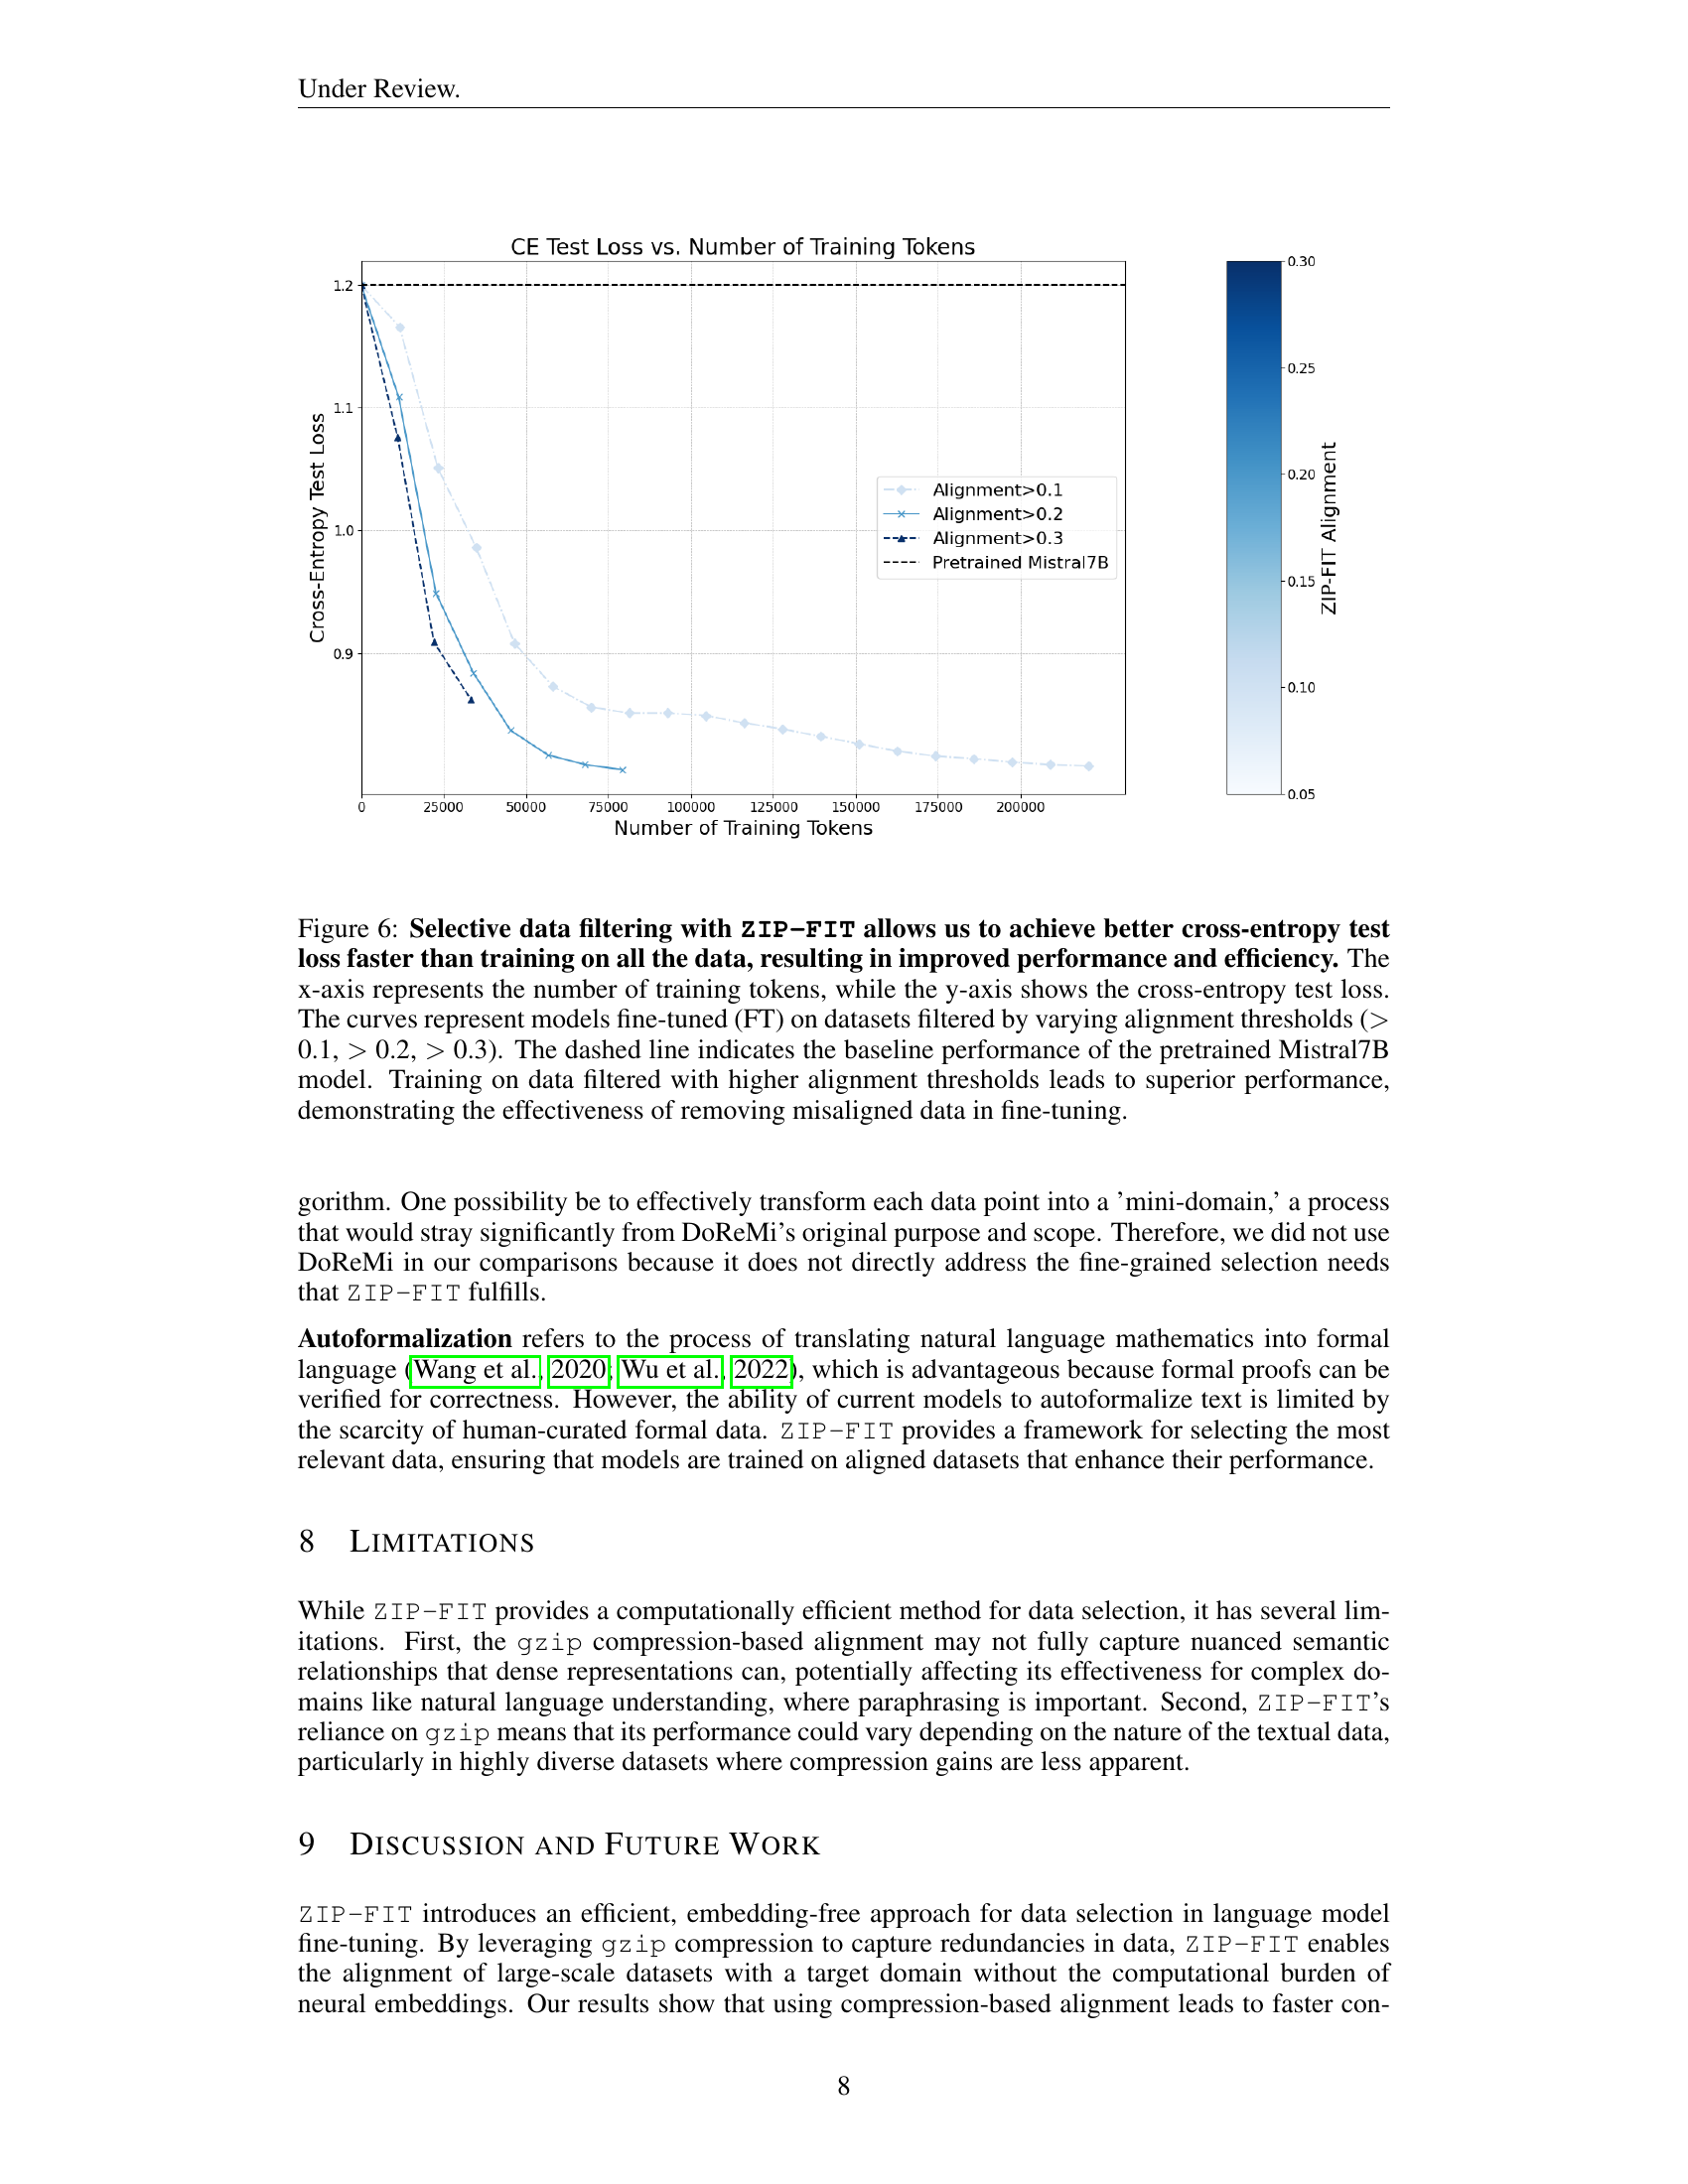 Under Review.
CE Test Loss vs. Number of Training Tokens
Cross-Entropy Test Loss
1.2
1.1
1.0
0.9
0
25000
50000
75000
100000
125000
150000
175000
200000
Number of Training Tokens
Alignment>0.1
Alignment>0.2
Alignment>0.3
Pretrained Mistral7B
0.30
0.25
0.20
0.15
0.10
0.05
ZIP-FIT Alignment
Figure 6: Selective data filtering with ZIP-FIT allows us to achieve better cross-entropy test
loss faster than training on all the data, resulting in improved performance and efficiency. The
x-axis represents the number of training tokens, while the y-axis shows the cross-entropy test loss.
The curves represent models fine-tuned (FT) on datasets filtered by varying alignment thresholds (>
0.1, > 0.2, > 0.3). The dashed line indicates the baseline performance of the pretrained Mistral7B
model. Training on data filtered with higher alignment thresholds leads to superior performance,
demonstrating the effectiveness of removing misaligned data in fine-tuning.
gorithm. One possibility be to effectively transform each data point into a 'mini-domain,' a process
that would stray significantly from DoReMi's original purpose and scope. Therefore, we did not use
DoReMi in our comparisons because it does not directly address the fine-grained selection needs
that ZIP-FIT fulfills.
Autoformalization refers to the process of translating natural language mathematics into formal
language (Wang et al., 2020; Wu et al., 2022), which is advantageous because formal proofs can be
verified for correctness. However, the ability of current models to autoformalize text is limited by
the scarcity of human-curated formal data. ZIP-FIT provides a framework for selecting the most
relevant data, ensuring that models are trained on aligned datasets that enhance their performance.
8 LIMITATIONS
While ZIP-FIT provides a computationally efficient method for data selection, it has several lim-
itations. First, the gzip compression-based alignment may not fully capture nuanced semantic
relationships that dense representations can, potentially affecting its effectiveness for complex do-
mains like natural language understanding, where paraphrasing is important. Second, ZIP-FIT's
reliance on gzip means that its performance could vary depending on the nature of the textual data,
particularly in highly diverse datasets where compression gains are less apparent.
9 DISCUSSION AND FUTURE WORK
ZIP-FIT introduces an efficient, embedding-free approach for data selection in language model
fine-tuning. By leveraging gzip compression to capture redundancies in data, ZIP-FIT enables
the alignment of large-scale datasets with a target domain without the computational burden of
neural embeddings. Our results show that using compression-based alignment leads to faster con-
8